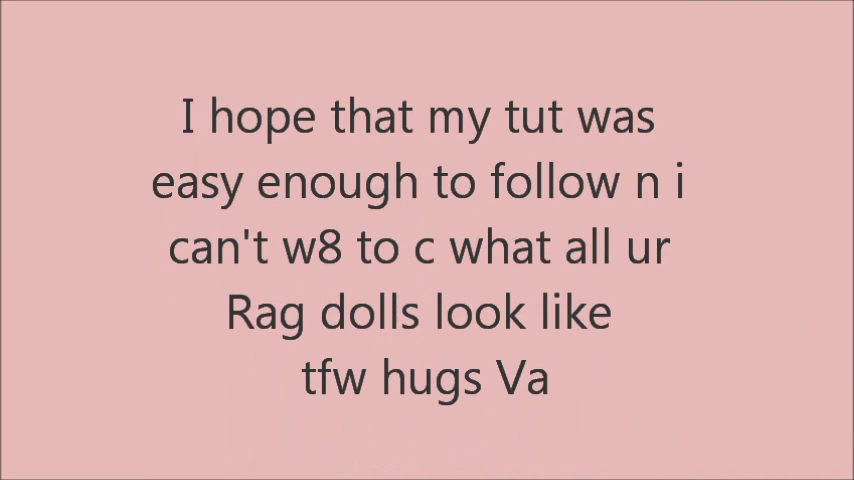 I hope that my tut was
easy enough to follow n i
can't w8 to c what all ur
Rag dolls look like
tfw hugs Va